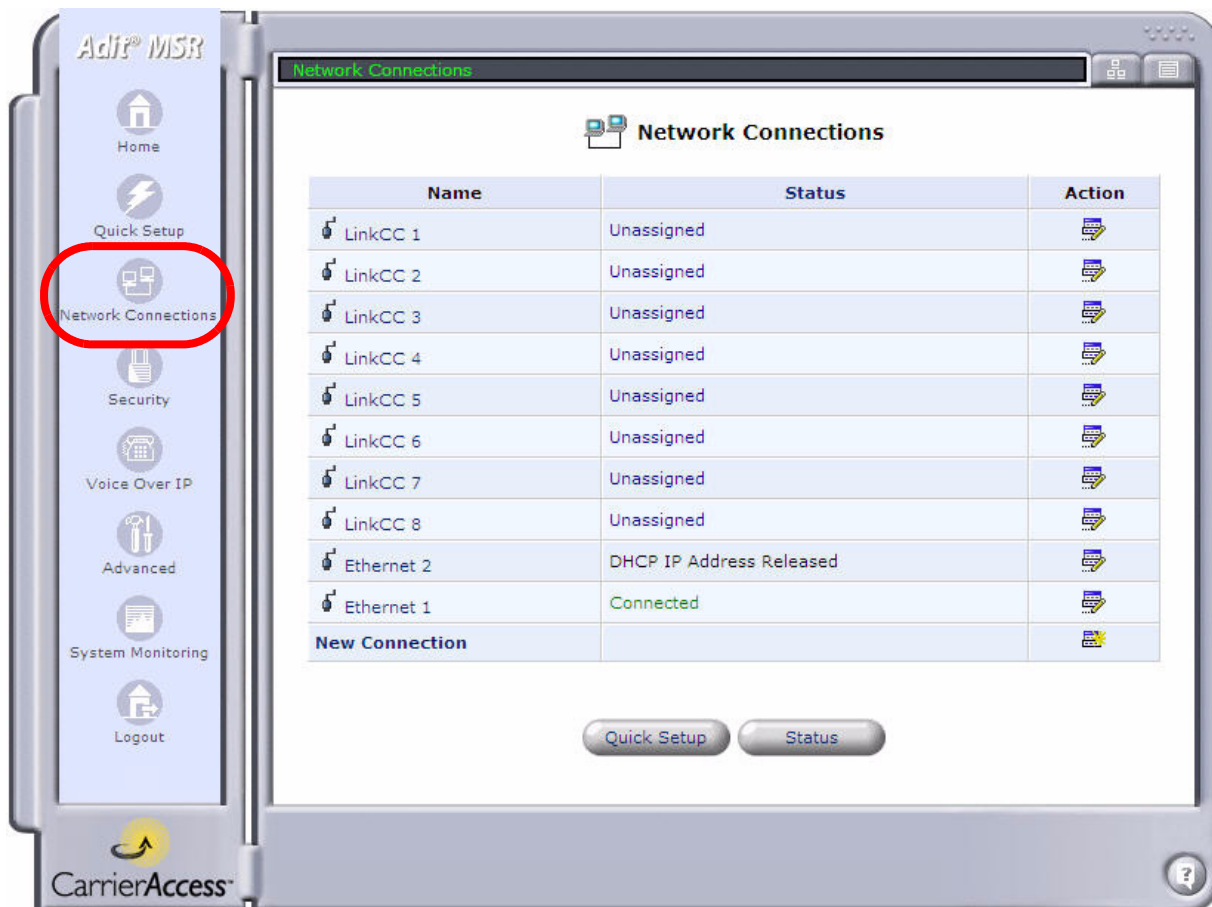 Adit® MSR
Home
Quick Setup
Network Connections
Security
Voice Over IP
Advanced
System Monitoring
Logout
CarrierAccess
Network Connections
Network Connections
Name Status Action
LinkCC 1 Unassigned
LinkCC 2 Unassigned
LinkCC 3 Unassigned
LinkCC 4 Unassigned
LinkCC 5 Unassigned
LinkCC 6 Unassigned
LinkCC 7 Unassigned
LinkCC 8 Unassigned
Ethernet 2 DHCP IP Address Released
Ethernet 1 Connected
New Connection
Quick Setup Status
?